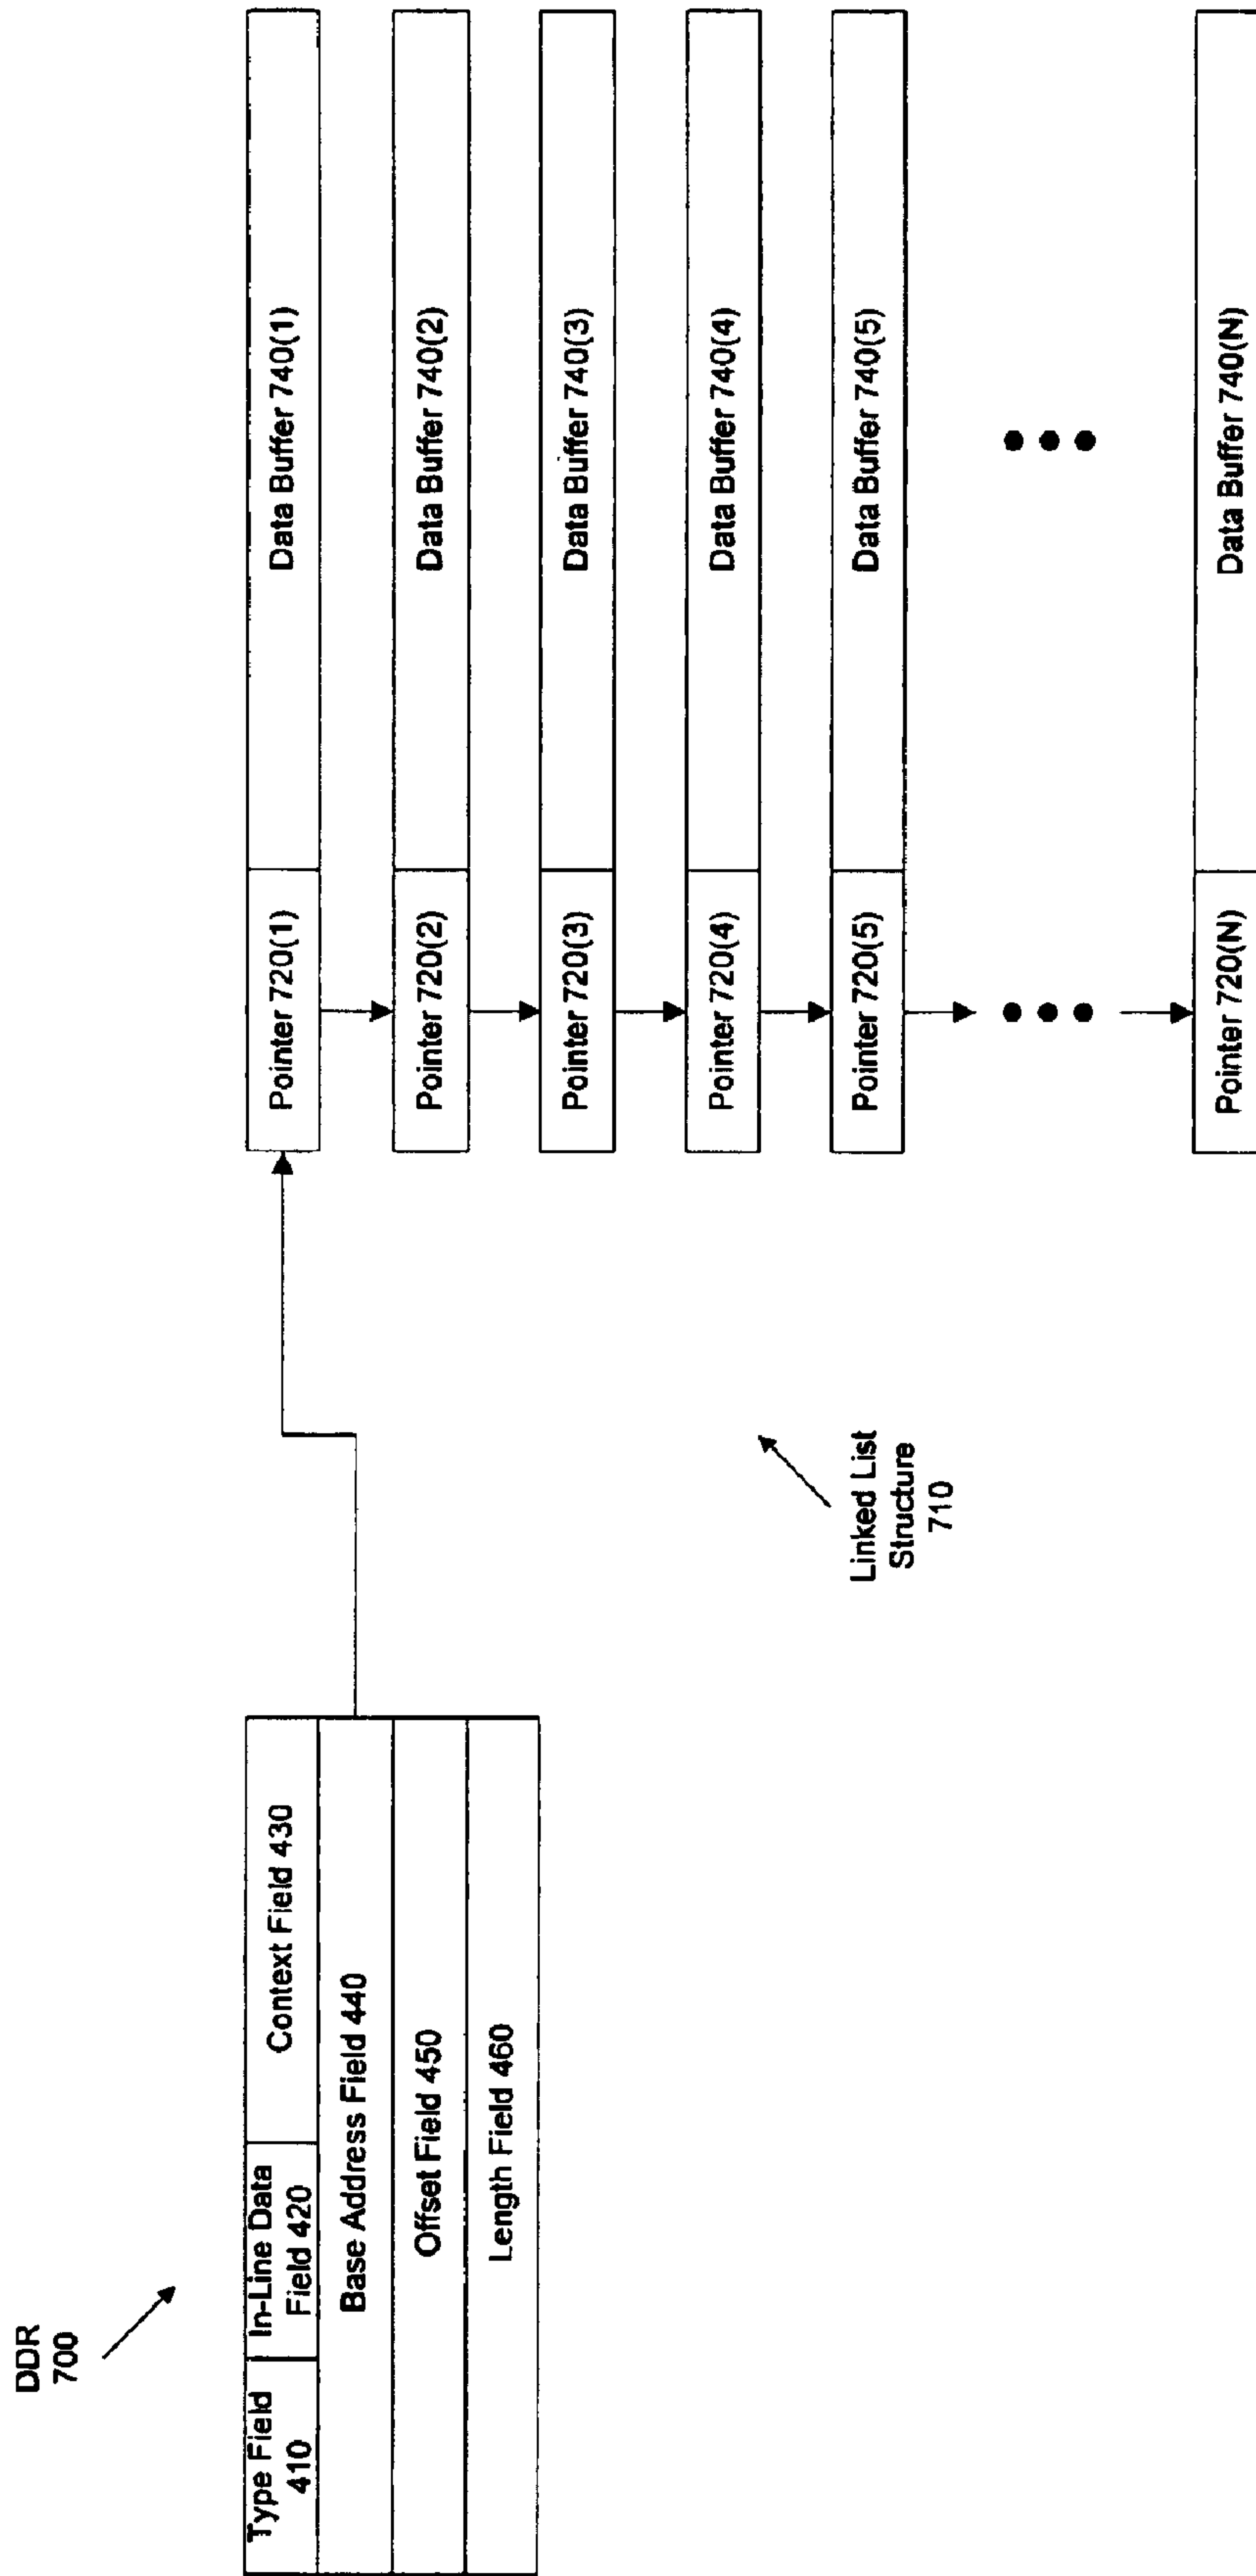 DDR
700
Type Field
410
In-Line Data
Field 420
Context Field 430
Base Address Field 440
Offset Field 450
Length Field 460
Linked List
Structure
710
Pointer 720(1)
Data Buffer 740(1)
Pointer 720(2)
Data Buffer 740(2)
Pointer 720(3)
Data Buffer 740(3)
Pointer 720(4)
Data Buffer 740(4)
Pointer 720(5)
Data Buffer 740(5)
Pointer 720(N)
Data Buffer 740(N)